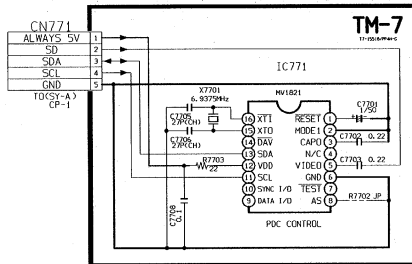 TM-7
CN771
ALWAYS 5V 1
SD 2
SDA 3
SCL 4
GND 5
TO(SY-A)
CP-1
IC771
MV1821
X7701
6.9375MHz
C7705
27P(CH)
C7706
27P(CH)
R7703
22
C7708
0.1
16 XTI
15 XTO
14 DAV
13 SDA
12 VDD
11 SCL
10 SYNC I/O
9 DATA I/O
RESET 1
MODE1 2
CAPO 3
N/C 4
VIDEO 5
GND 6
TEST 7
AS 8
C7701
1/50
C7702 0.22
C7703 0.22
R7702 JP
PDC CONTROL